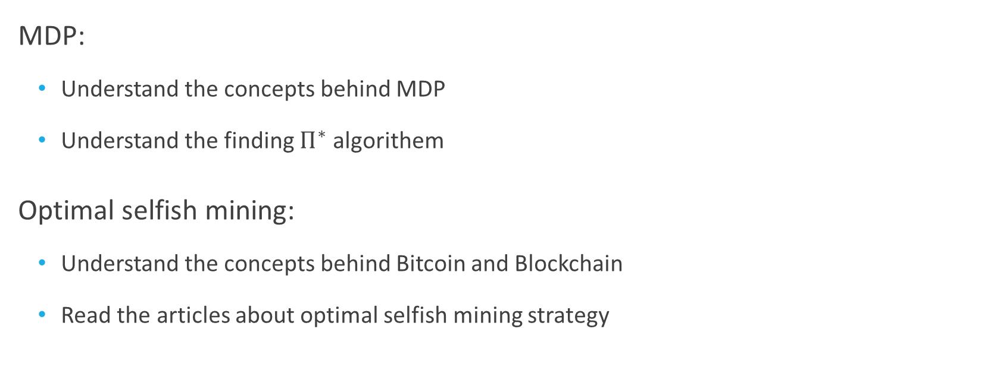 MDP:
• Understand the concepts behind MDP
• Understand the finding Π* algorithem
Optimal selfish mining:
• Understand the concepts behind Bitcoin and Blockchain
• Read the articles about optimal selfish mining strategy